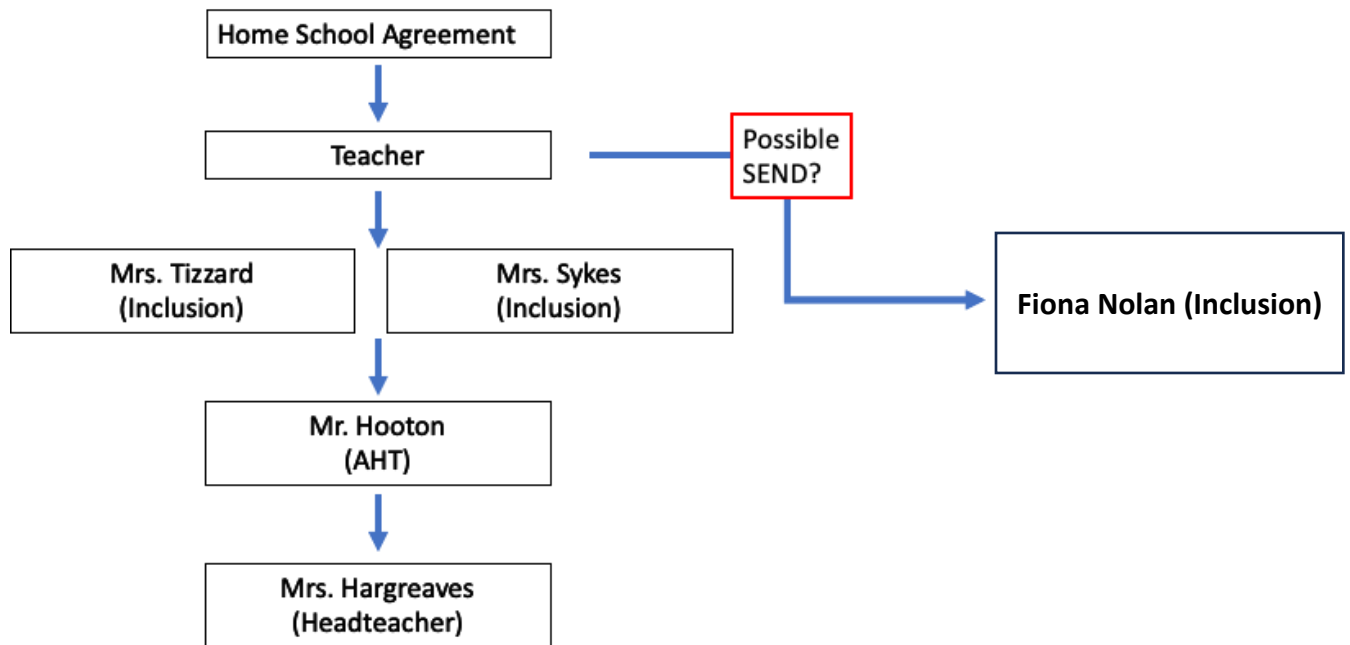 Home School Agreement
Teacher
Possible
SEND?
Mrs. Tizzard
(Inclusion)
Mrs. Sykes
(Inclusion)
Fiona Nolan (Inclusion)
Mr. Hooton
(AHT)
Mrs. Hargreaves
(Headteacher)